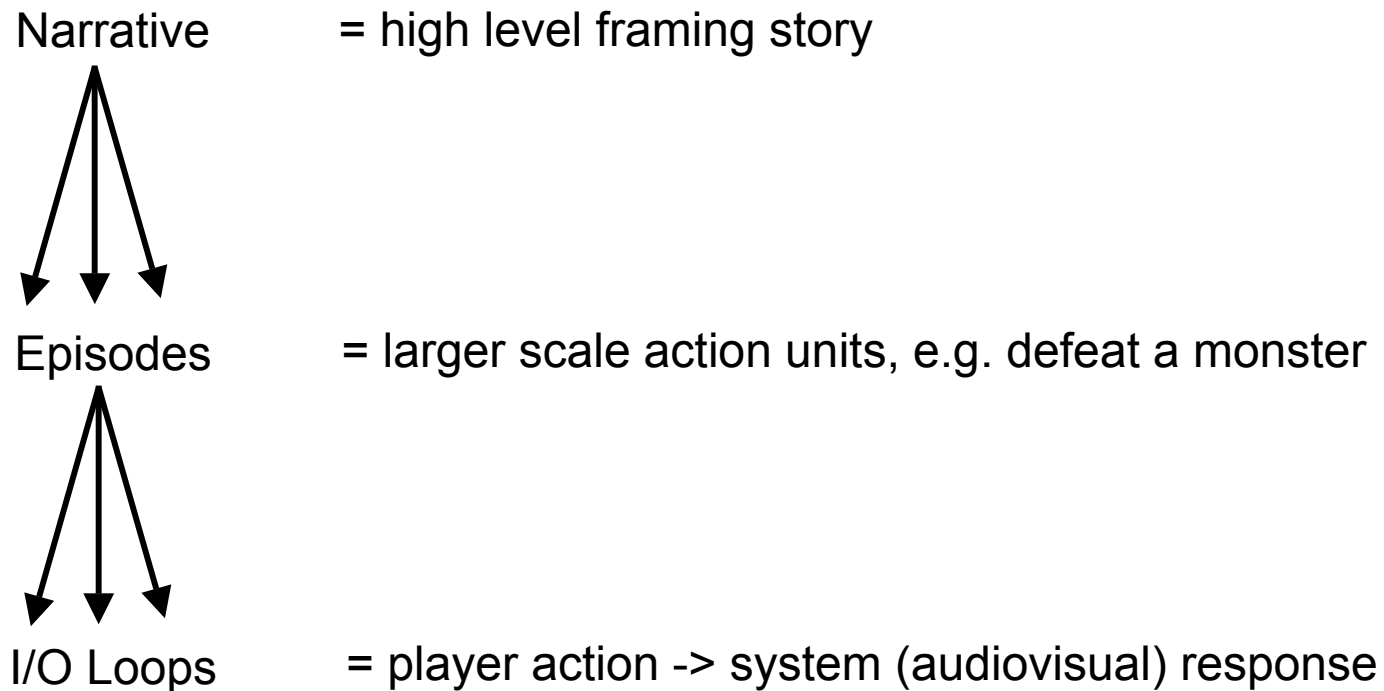 Narrative = high level framing story
Episodes = larger scale action units, e.g. defeat a monster
I/O Loops = player action -> system (audiovisual) response